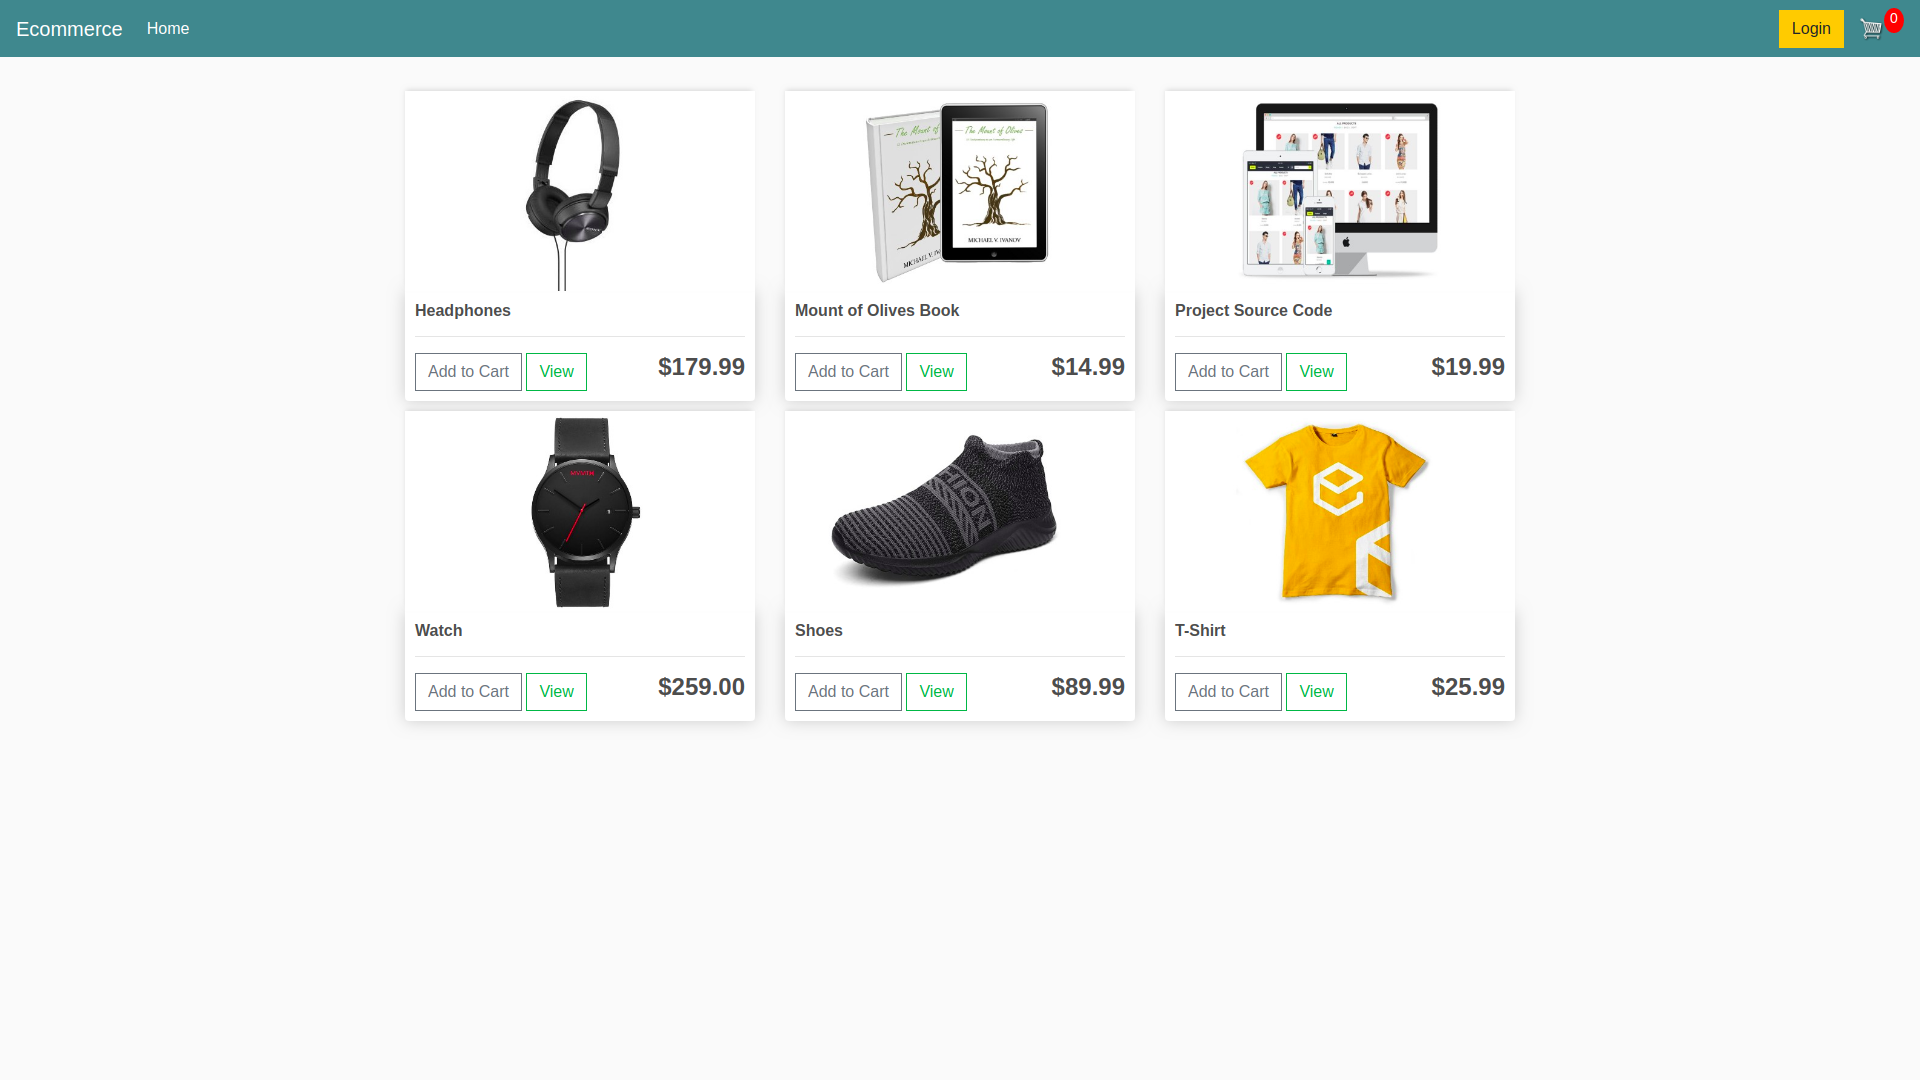 Ecommerce
Home
Login
0
The Mount of
The Mount of Olives
MICHAEL V. IVANOV
Headphones
Add to Cart
View
$179.99
Mount of Olives Book
Add to Cart
View
$14.99
Project Source Code
Add to Cart
View
$19.99
Watch
Add to Cart
View
$259.00
Shoes
Add to Cart
View
$89.99
T-Shirt
Add to Cart
View
$25.99